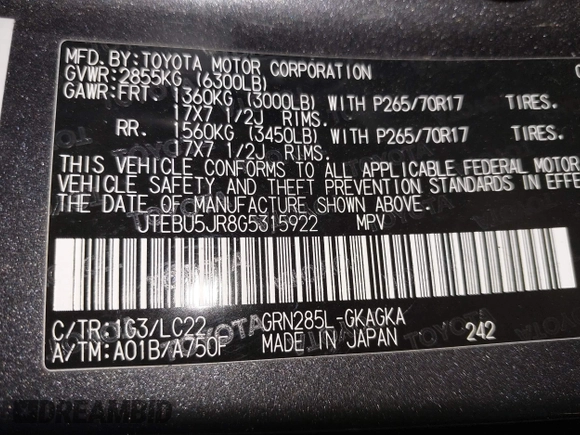 MFD.BY:TOYOTA MOTOR CORPORATION
GVWR:2855KG (6300LB)
GAWR:FRT. 1360KG (3000LB) WITH P265/70R17 TIRES.
17X7 1/2J RIMS.
RR. 1560KG (3450LB) WITH P265/70R17 TIRES.
17X7 1/2J RIMS.
THIS VEHICLE CONFORMS TO ALL APPLICABLE FEDERAL MOTOR
VEHICLE SAFETY AND THEFT PREVENTION STANDARDS IN EFFE
THE DATE OF MANUFACTURE SHOWN ABOVE.
JTEBU5JR8G5315922 MPV
C/TR:1G3/LC22 GRN285L-GKAGKA
A/TM:A01B/A750F MADE IN JAPAN 242
DREAMBID